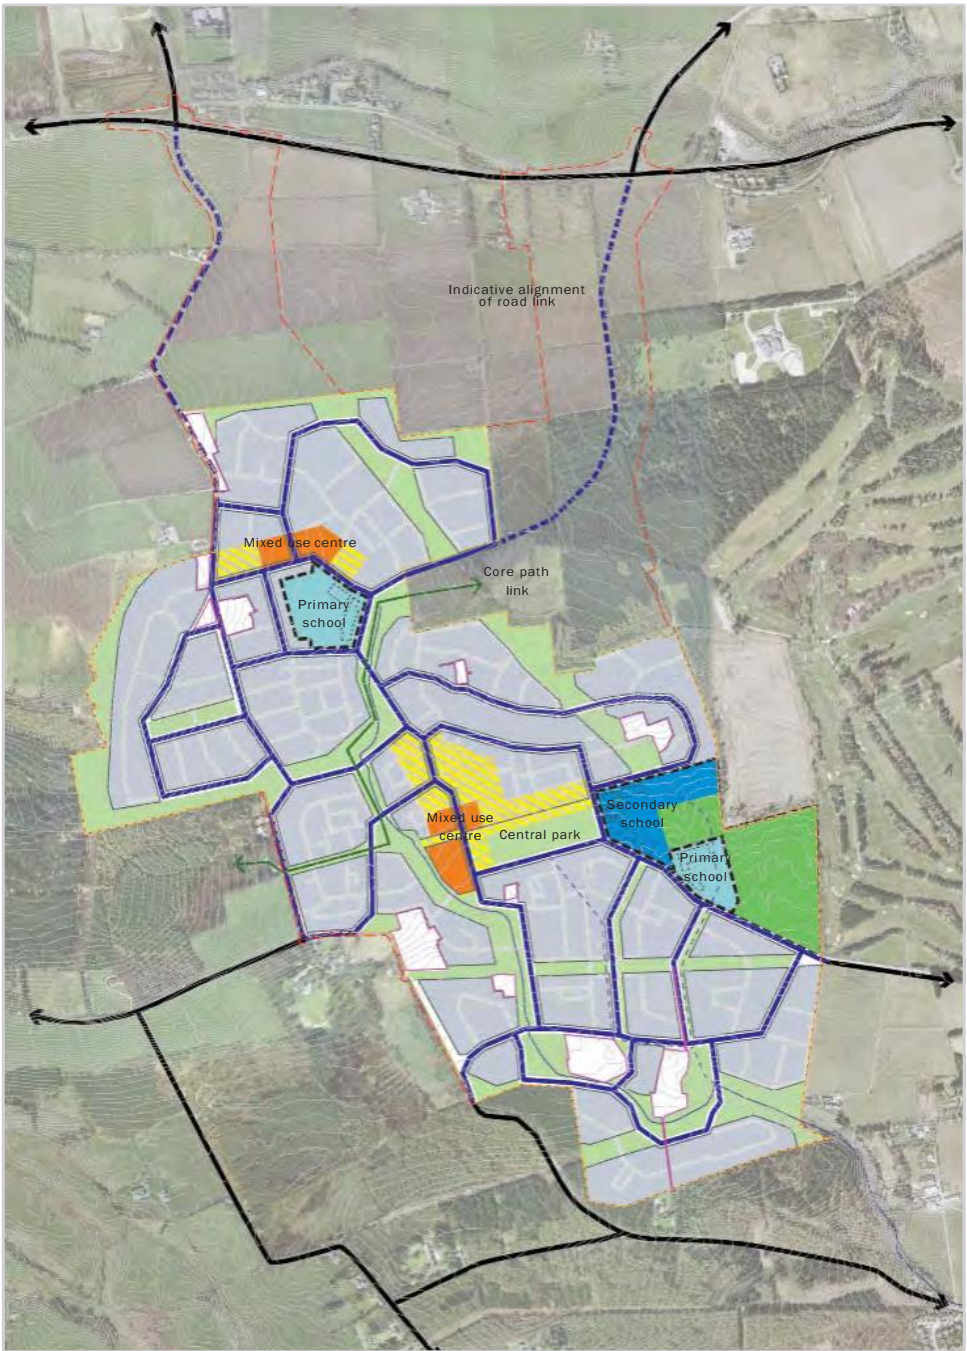 Indicative alignment
of road link
Mixed use centre
Core path
link
Primary
school
Secondary
school
Mixed use
centre
Central park
Primary
school